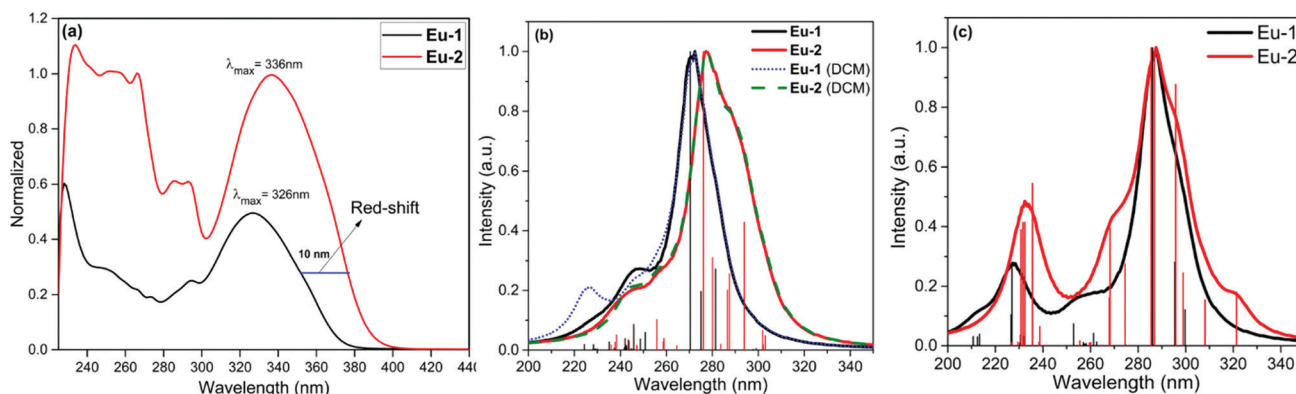 (a)
Eu-1
Eu-2
λmax= 336nm
λmax= 326nm
Red-shift
10 nm
Normalized
1.2
1.0
0.8
0.6
0.4
0.2
0.0
240 260 280 300 320 340 360 380 400 420 440
Wavelength (nm)
(b)
Eu-1
Eu-2
Eu-1 (DCM)
Eu-2 (DCM)
Intensity (a.u.)
1.0
0.8
0.6
0.4
0.2
0.0
200 220 240 260 280 300 320 340
Wavelength (nm)
(c)
Eu-1
Eu-2
Intensity (a.u.)
1.0
0.8
0.6
0.4
0.2
0.0
200 220 240 260 280 300 320 340
Wavelength (nm)